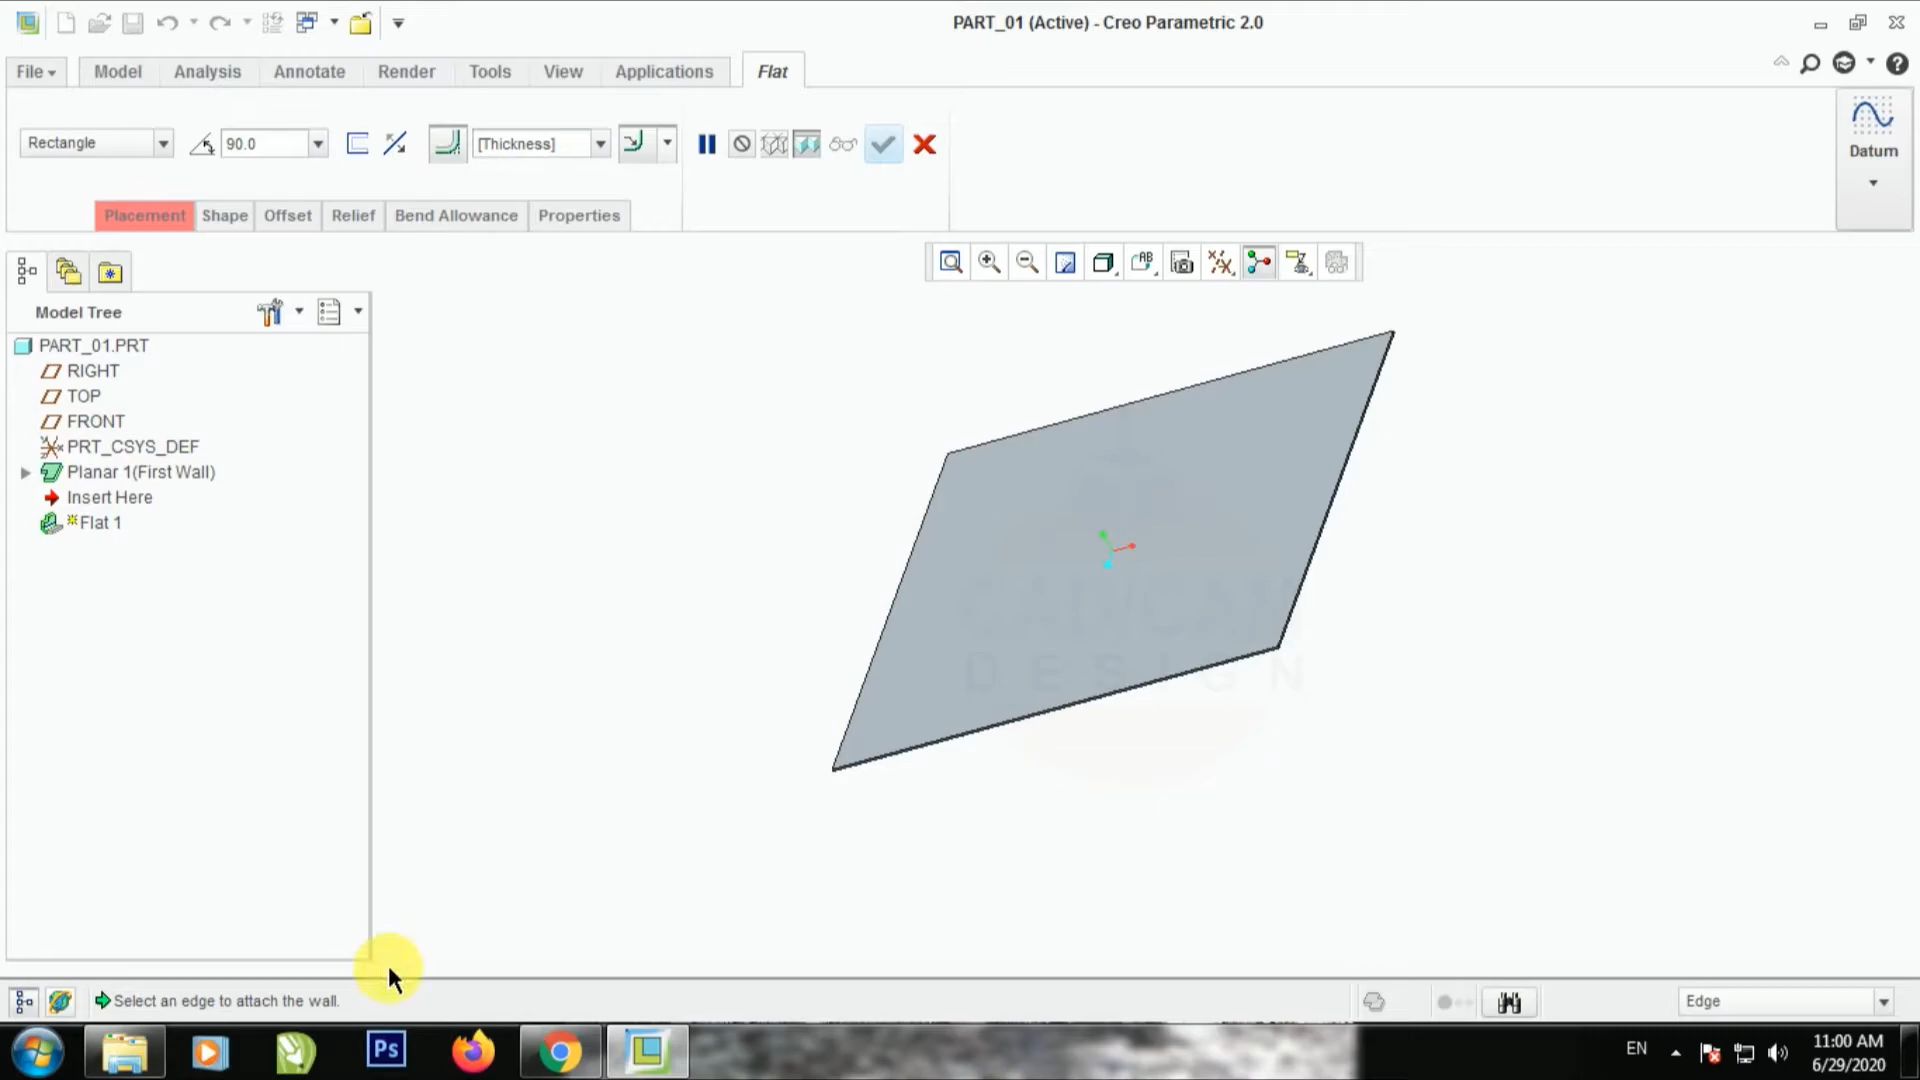 PART_01 (Active) - Creo Parametric 2.0
File
Model
Analysis
Annotate
Render
Tools
View
Applications
Flat
Rectangle
90.0
[Thickness]
Datum
Placement
Shape
Offset
Relief
Bend Allowance
Properties
AB
Model Tree
PART_01.PRT
RIGHT
TOP
FRONT
PRT_CSYS_DEF
Planar 1(First Wall)
Insert Here
Flat 1
DESIGN
Select an edge to attach the wall.
Edge
Ps
EN
11:00 AM
6/29/2020